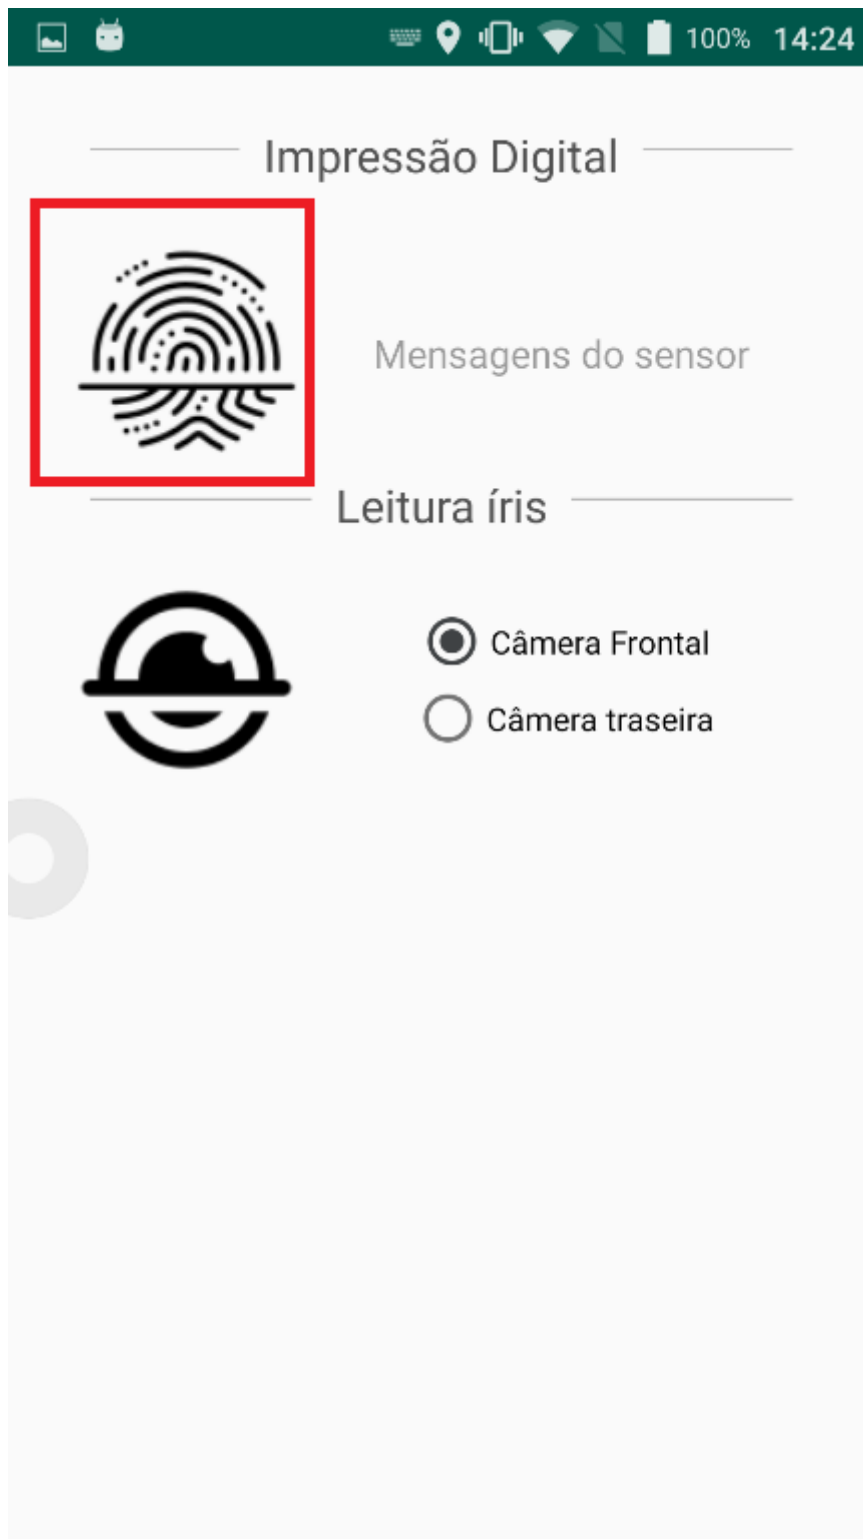 100% 14:24
Impressão Digital
Mensagens do sensor
Leitura íris
Câmera Frontal
Câmera traseira